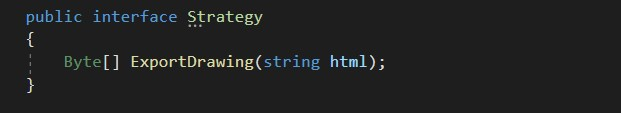 public interface Strategy
{
Byte[] ExportDrawing(string html);
}